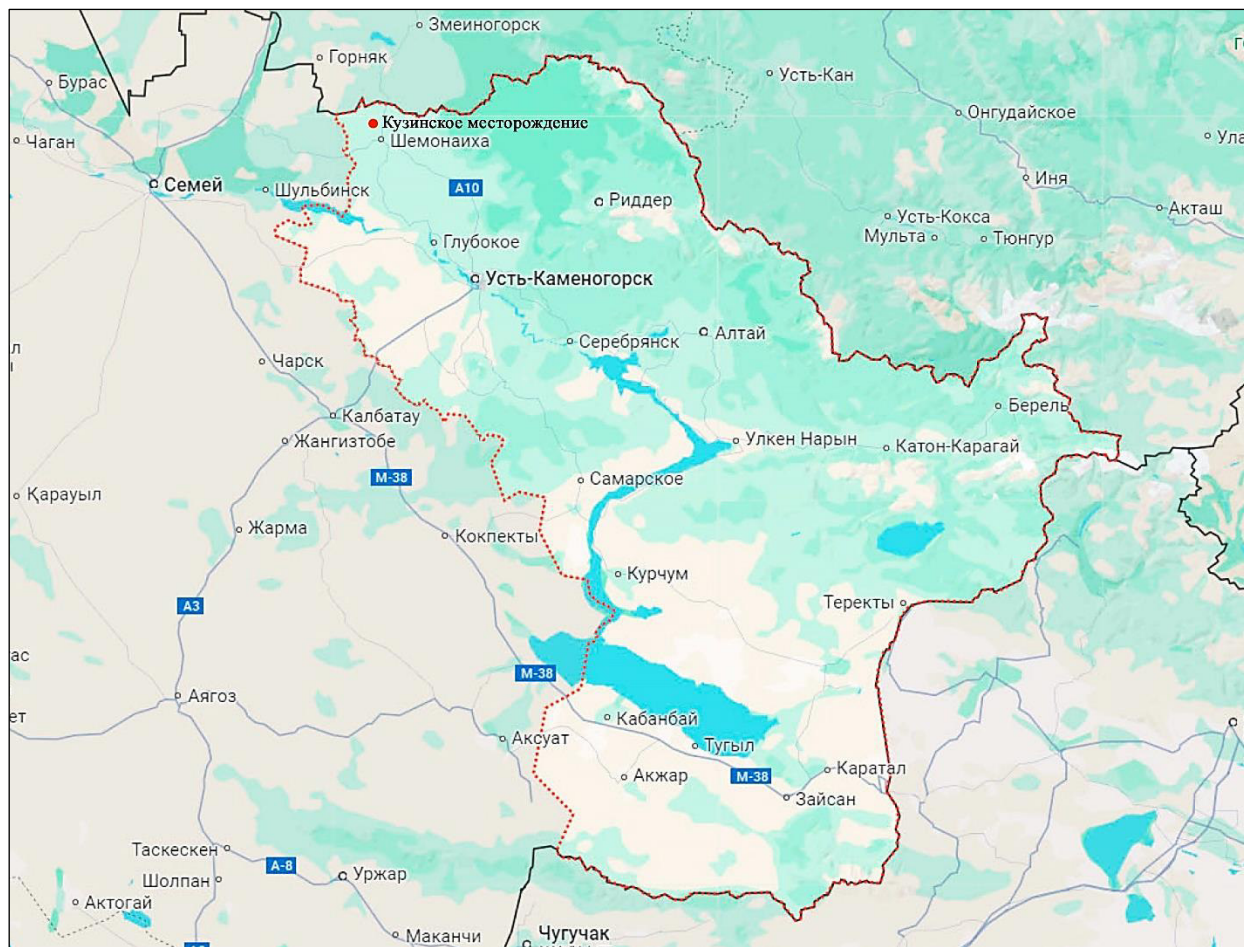 Змеиногорск
Горняк
Усть-Кан
Бурас
Онгудайское
Кузинское месторождение
Чаган
Шемонаиха
Ула
Семей
Шульбинск
A10
Иня
Риддер
Актащ
Усть-Кокса
Мульта
Тюнгур
Глубокое
Усть-Каменогорск
Серебрянск
Алтай
Чарск
Берель
Калбатау
Жангизтобе
Улкен Нарын
Катон-Карагай
М-38
Самарское
Қарауыл
Жарма
Кокпекты
Курчум
А3
Теректы
ас
М-38
Аягоз
ет
Кабанбай
Аксуат
Тугыл
Акжар
М-38
Каратал
Зайсан
Таскескен
А-8
Уржар
Шолпан
Актогай
Маканчи
Чугучак